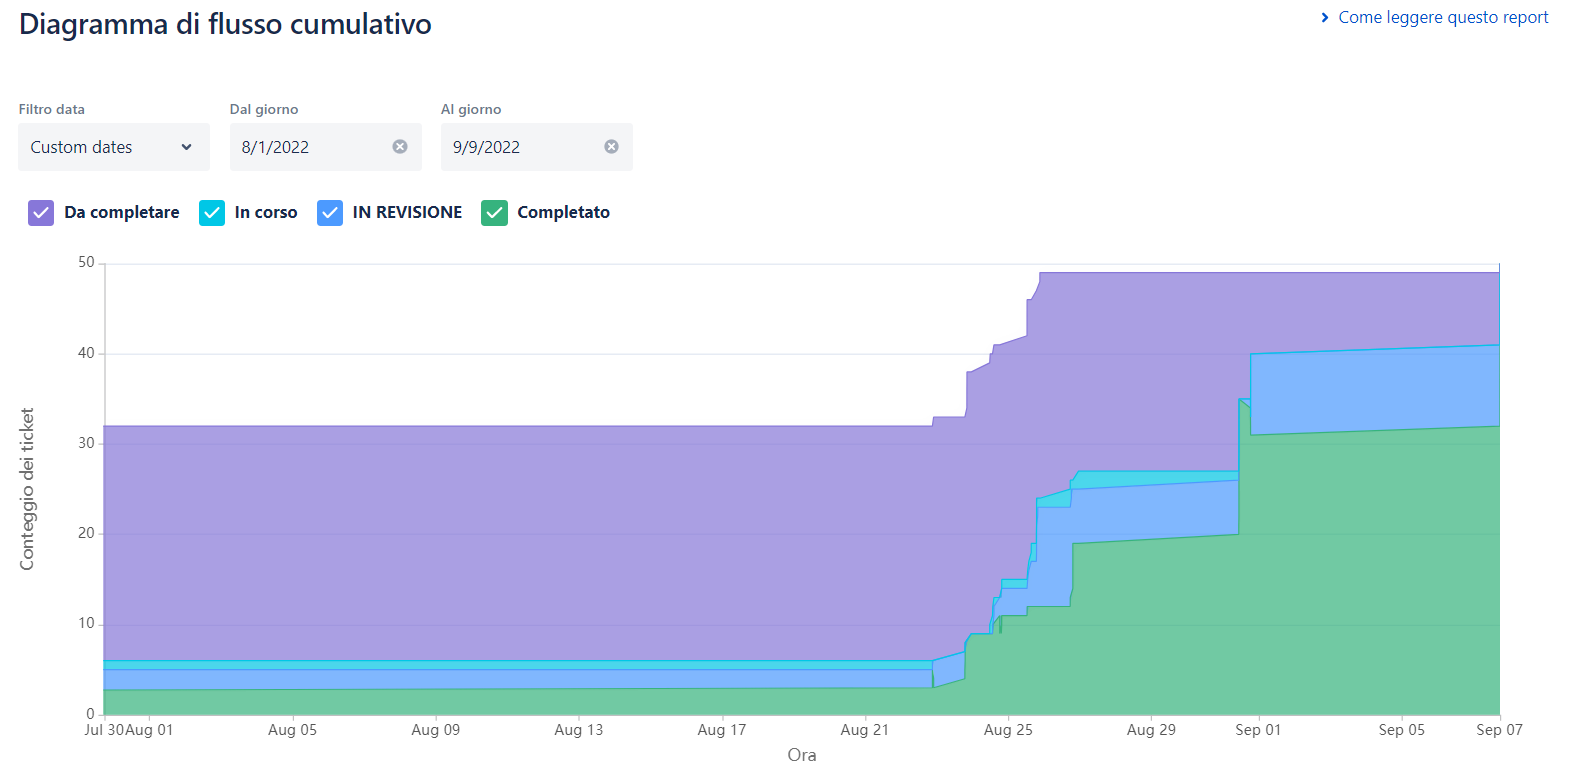 Diagramma di flusso cumulativo
Come leggere questo report
Filtro data
Dal giorno
Al giorno
Custom dates
8/1/2022
9/9/2022
Da completare
In corso
IN REVISIONE
Completato
50
40
30
20
10
0
Conteggio dei ticket
Jul 30 Aug 01 Aug 05 Aug 09 Aug 13 Aug 17 Aug 21 Aug 25 Aug 29 Sep 01 Sep 05 Sep 07
Ora